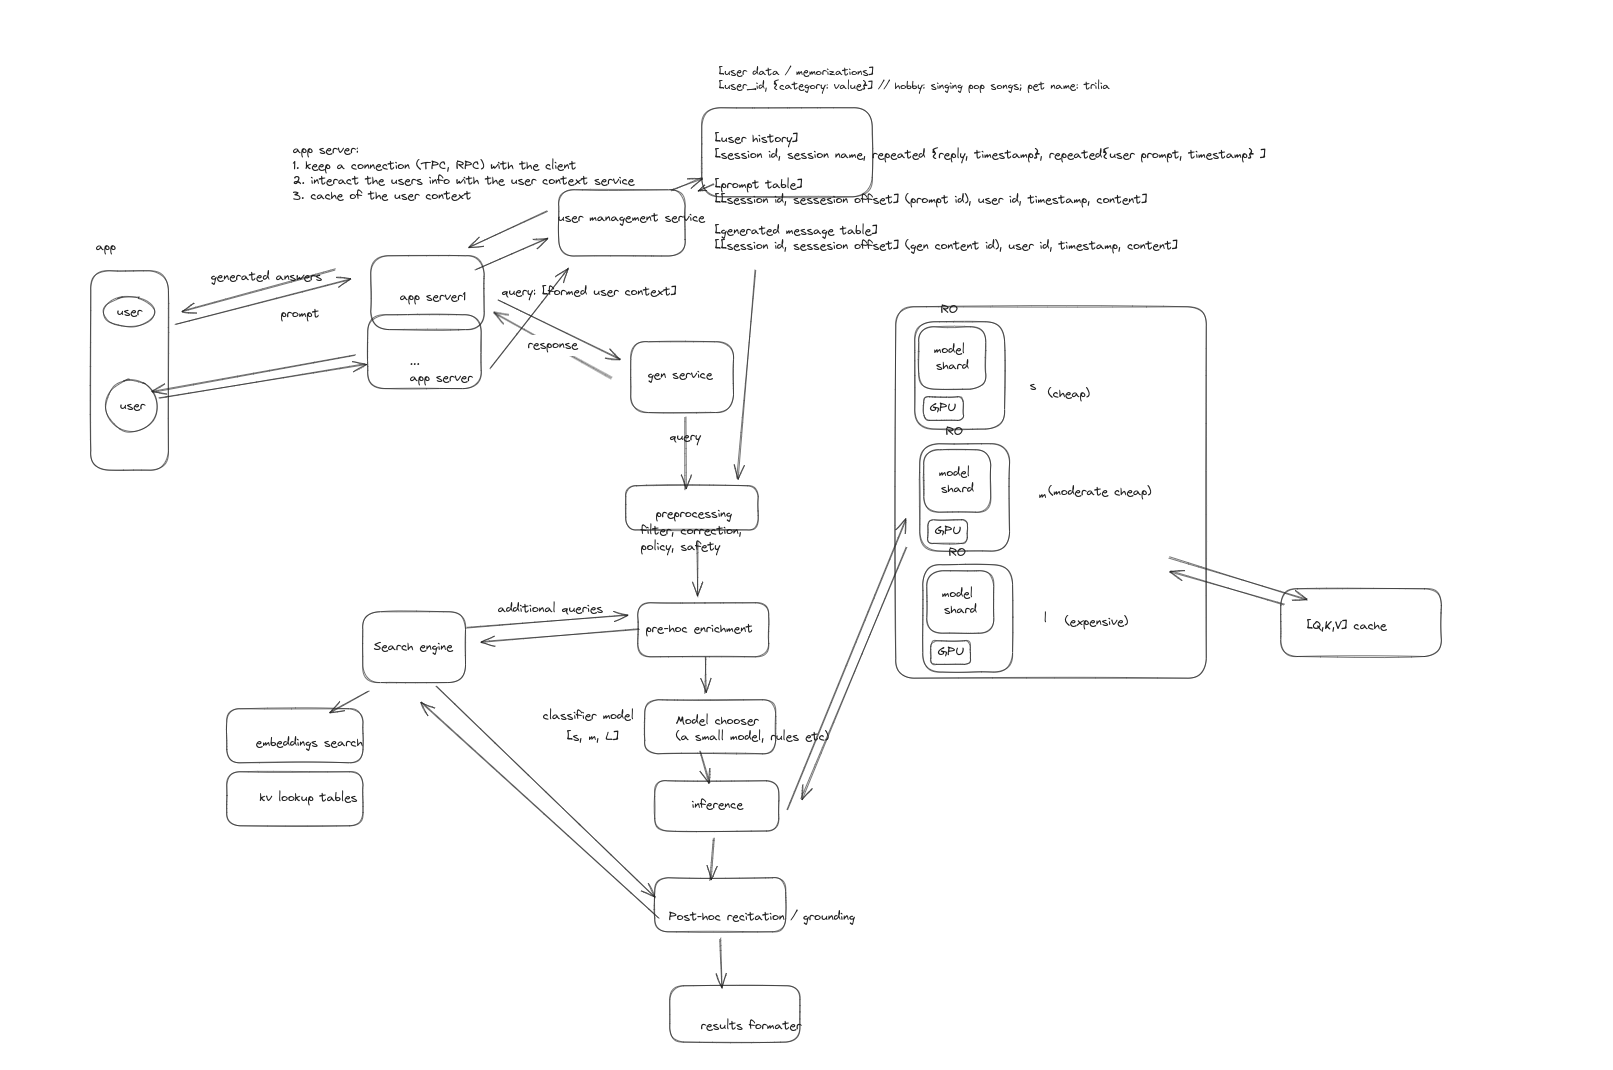 [user data / memorizations]
[user_id, {category: value}] // hobby: singing pop songs; pet name: trilia
[user history]
[session id, session name, repeated {reply, timestamp}, repeated{user prompt, timestamp} ]
[prompt table]
[[session id, sessesion offset] (prompt id), user id, timestamp, content]
[generated message table]
[[session id, sessesion offset] (gen content id), user id, timestamp, content]
app server:
1. keep a connection (TPC, RPC) with the client
2. interact the users info with the user context service
3. cache of the user context
user management service
app
user
user
generated answers
prompt
app server1
...
app server
query: [formed user context]
response
gen service
query
preprocessing
filter, correction,
policy, safety
pre-hoc enrichment
additional queries
Search engine
embeddings search
kv lookup tables
classifier model
[s, m, L]
Model chooser
(a small model, rules etc)
inference
Post-hoc recitation / grounding
results formater
RO
model
shard
GPU
s (cheap)
RO
model
shard
GPU
m (moderate cheap)
RO
model
shard
GPU
l (expensive)
[Q,K,V] cache